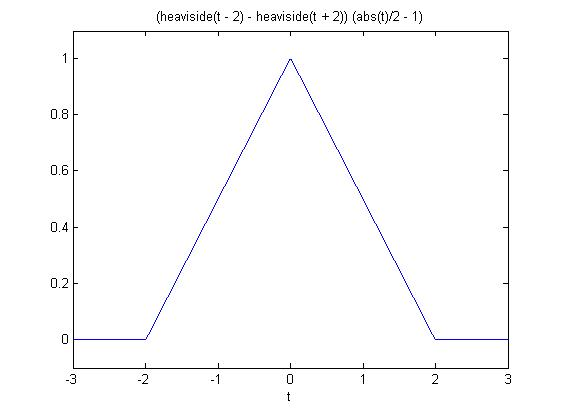 (heaviside(t - 2) - heaviside(t + 2)) (abs(t)/2 - 1)
1
0.8
0.6
0.4
0.2
0
-3 -2 -1 0 1 2 3
t